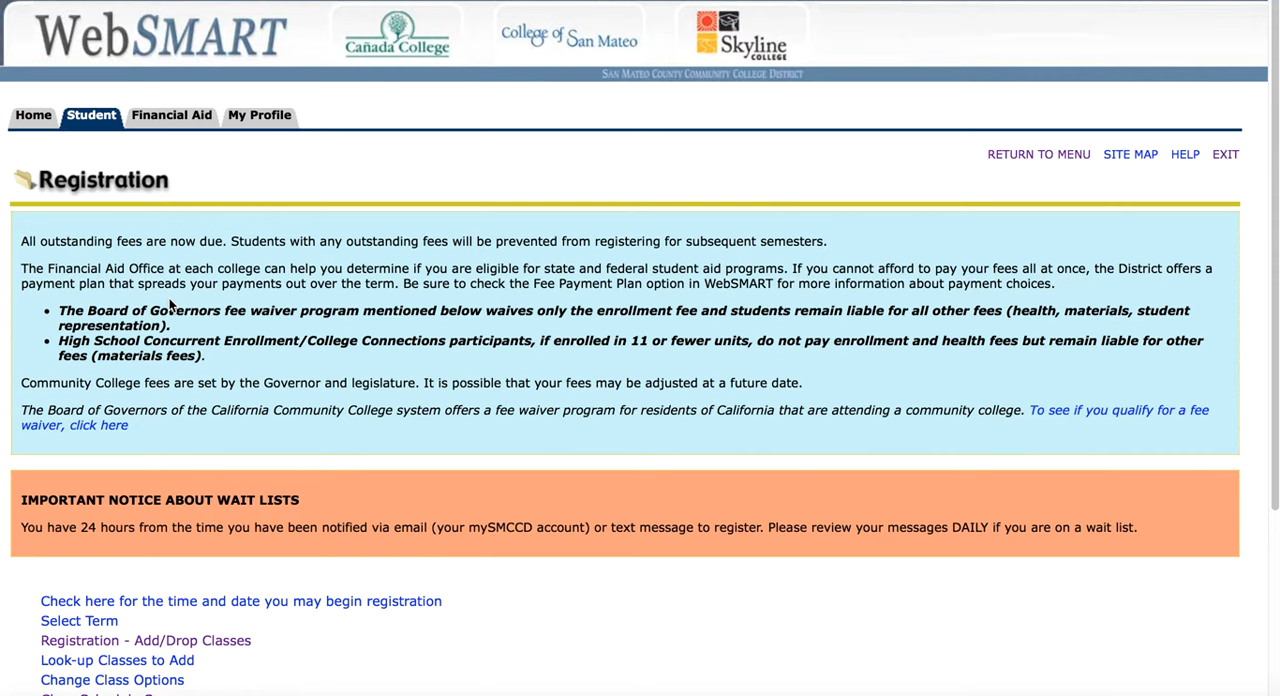 WebSMART
Cañada College
College of San Mateo
Skyline
COLLEGE
SAN MATEO COUNTY COMMUNITY COLLEGE DISTRICT
Home Student Financial Aid My Profile
RETURN TO MENU SITE MAP HELP EXIT
Registration
All outstanding fees are now due. Students with any outstanding fees will be prevented from registering for subsequent semesters.
The Financial Aid Office at each college can help you determine if you are eligible for state and federal student aid programs. If you cannot afford to pay your fees all at once, the District offers a
payment plan that spreads your payments out over the term. Be sure to check the Fee Payment Plan option in WebSMART for more information about payment choices.
• The Board of Governors fee waiver program mentioned below waives only the enrollment fee and students remain liable for all other fees (health, materials, student
representation).
• High School Concurrent Enrollment/College Connections participants, if enrolled in 11 or fewer units, do not pay enrollment and health fees but remain liable for other
fees (materials fees).
Community College fees are set by the Governor and legislature. It is possible that your fees may be adjusted at a future date.
The Board of Governors of the California Community College system offers a fee waiver program for residents of California that are attending a community college. To see if you qualify for a fee
waiver, click here
IMPORTANT NOTICE ABOUT WAIT LISTS
You have 24 hours from the time you have been notified via email (your mySMCCD account) or text message to register. Please review your messages DAILY if you are on a wait list.
Check here for the time and date you may begin registration
Select Term
Registration - Add/Drop Classes
Look-up Classes to Add
Change Class Options